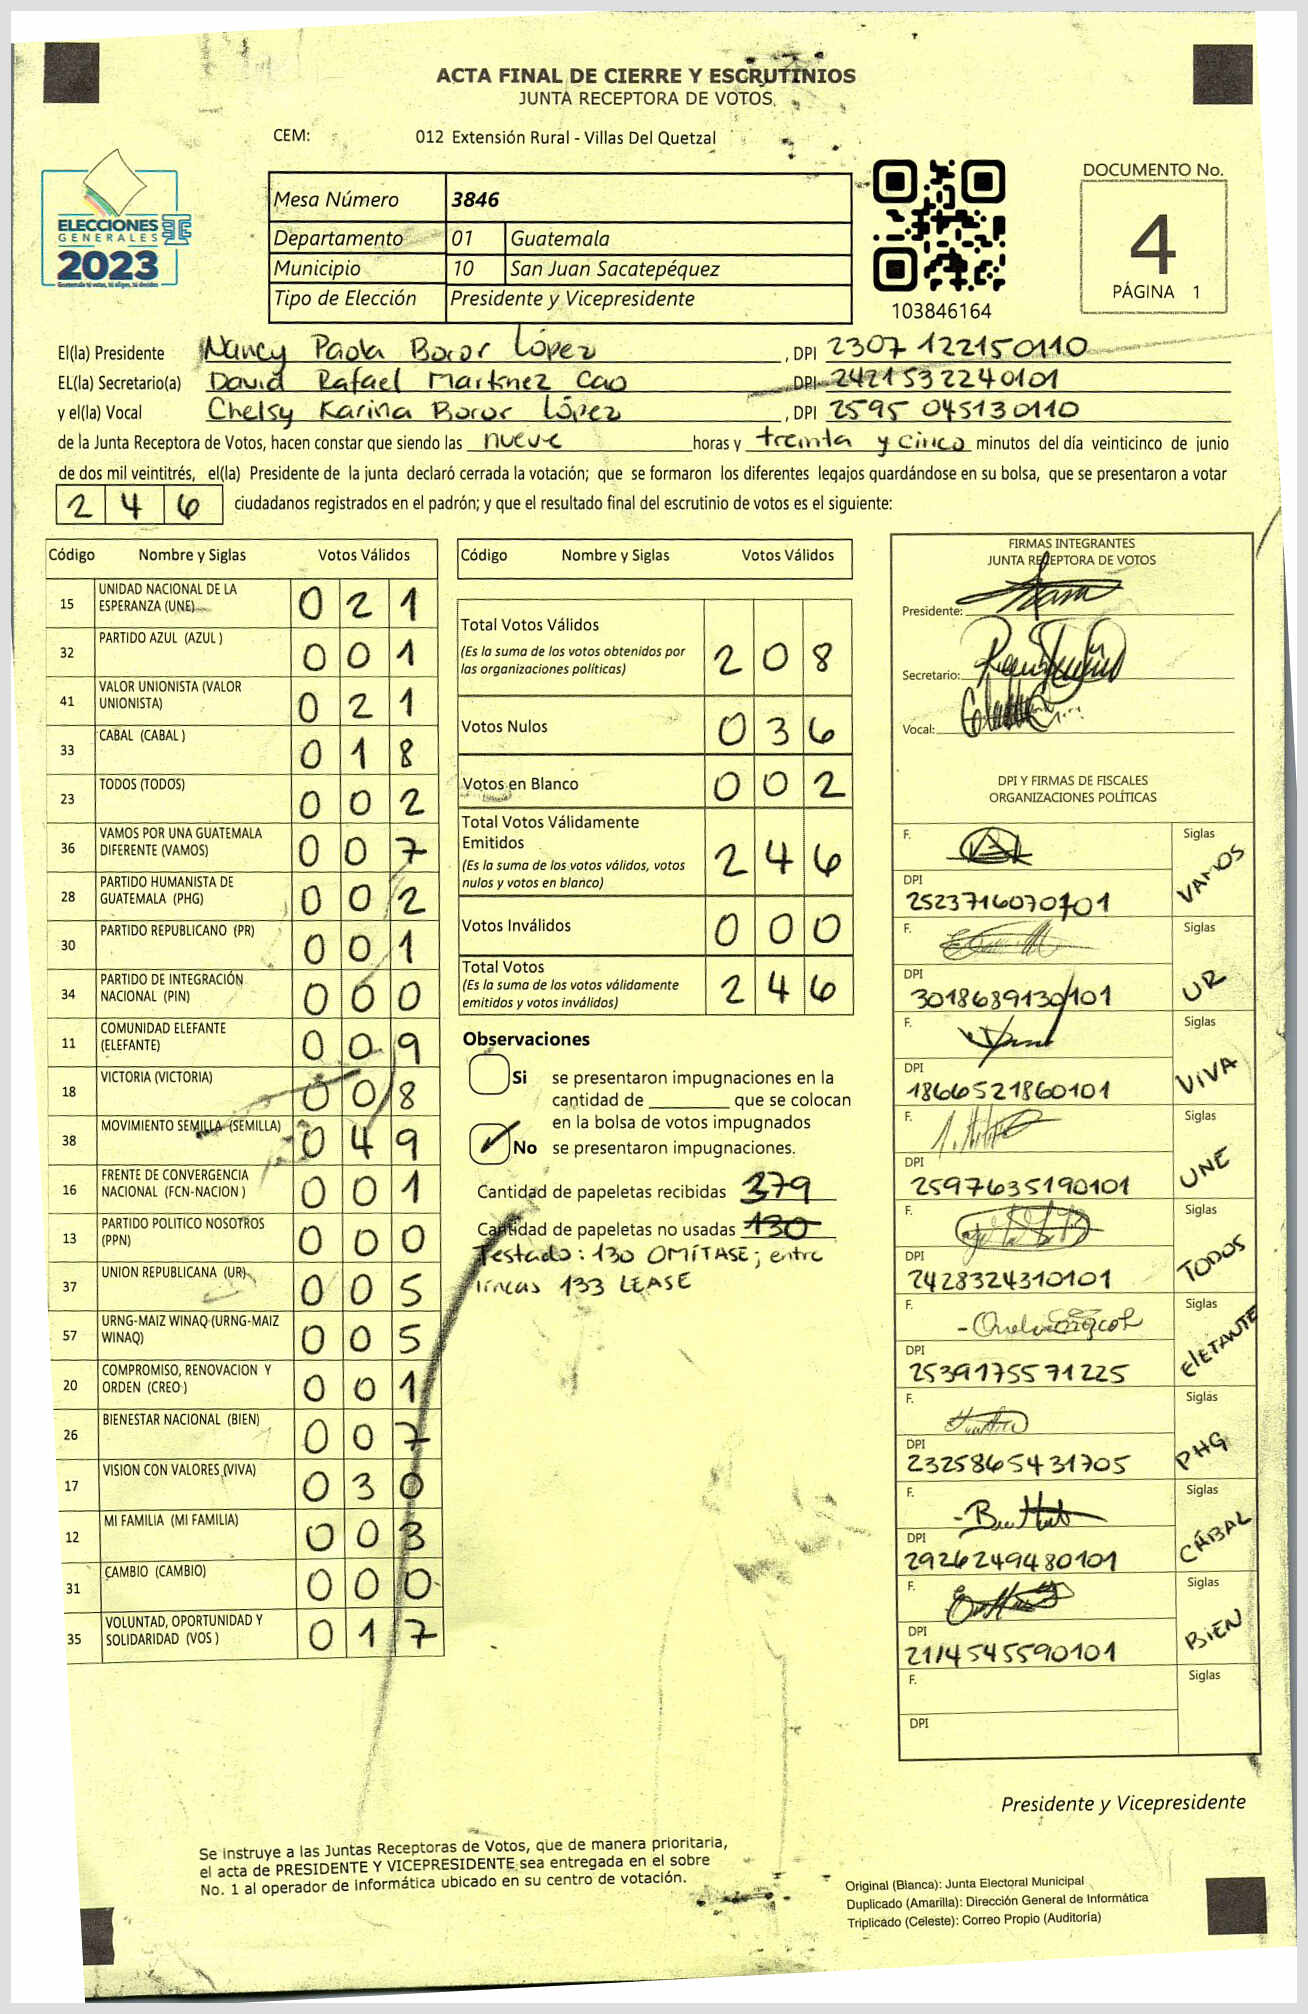 ACTA FINAL DE CIERRE Y ESCRUTINIOS
JUNTA RECEPTORA DE VOTOS
CEM: 012 Extensión Rural - Villas Del Quetzal
ELECCIONES
GENERALES
2023
Guatemala tú votas, tú eliges, tú decides
Mesa Número 3846
Departamento 01 Guatemala
Municipio 10 San Juan Sacatepéquez
Tipo de Elección Presidente y Vicepresidente
103846164
DOCUMENTO No.
4
PÁGINA 1
El(la) Presidente Nancy Paola Boror López, DPI 2307 122150110
EL(la) Secretario(a) David Rafael Martinez Cao DPI 2421532240101
y el(la) Vocal Chelsy Karina Boror López, DPI 2595 045130110
de la Junta Receptora de Votos, hacen constar que siendo las nueve horas y treinta y cinco minutos del día veinticinco de junio
de dos mil veintitrés, el(la) Presidente de la junta declaró cerrada la votación; que se formaron los diferentes legajos guardándose en su bolsa, que se presentaron a votar
2 4 6 ciudadanos registrados en el padrón; y que el resultado final del escrutinio de votos es el siguiente:
Código Nombre y Siglas Votos Válidos
15 UNIDAD NACIONAL DE LA ESPERANZA (UNE) 0 2 1
32 PARTIDO AZUL (AZUL ) 0 0 1
41 VALOR UNIONISTA (VALOR UNIONISTA) 0 2 1
33 CABAL (CABAL ) 0 1 8
23 TODOS (TODOS) 0 0 2
36 VAMOS POR UNA GUATEMALA DIFERENTE (VAMOS) 0 0 7
28 PARTIDO HUMANISTA DE GUATEMALA (PHG) 0 0 2
30 PARTIDO REPUBLICANO (PR) 0 0 1
34 PARTIDO DE INTEGRACIÓN NACIONAL (PIN) 0 0 0
11 COMUNIDAD ELEFANTE (ELEFANTE) 0 0 9
18 VICTORIA (VICTORIA) 0 0 8
38 MOVIMIENTO SEMILLA (SEMILLA) 0 4 9
16 FRENTE DE CONVERGENCIA NACIONAL (FCN-NACION ) 0 0 1
13 PARTIDO POLITICO NOSOTROS (PPN) 0 0 0
37 UNION REPUBLICANA (UR) 0 0 5
57 URNG-MAIZ WINAQ (URNG-MAIZ WINAQ) 0 0 5
20 COMPROMISO, RENOVACION Y ORDEN (CREO ) 0 0 1
26 BIENESTAR NACIONAL (BIEN) 0 0 7
17 VISION CON VALORES (VIVA) 0 3 0
12 MI FAMILIA (MI FAMILIA) 0 0 3
31 CAMBIO (CAMBIO) 0 0 0
35 VOLUNTAD, OPORTUNIDAD Y SOLIDARIDAD (VOS ) 0 1 7
Código Nombre y Siglas Votos Válidos
Total Votos Válidos
(Es la suma de los votos obtenidos por
las organizaciones políticas) 2 0 8
Votos Nulos 0 3 6
Votos en Blanco 0 0 2
Total Votos Válidamente
Emitidos
(Es la suma de los votos válidos, votos
nulos y votos en blanco) 2 4 6
Votos Inválidos 0 0 0
Total Votos
(Es la suma de los votos válidamente
emitidos y votos inválidos) 2 4 6
Observaciones
Si se presentaron impugnaciones en la
cantidad de ________ que se colocan
en la bolsa de votos impugnados
No se presentaron impugnaciones.
Cantidad de papeletas recibidas 379
Cantidad de papeletas no usadas 130
Testado: 130 OMÍTASE; entre
líneas 133 LEASE
FIRMAS INTEGRANTES
JUNTA RECEPTORA DE VOTOS
Presidente:
Secretario:
Vocal:
DPI Y FIRMAS DE FISCALES
ORGANIZACIONES POLÍTICAS
F. Siglas VAMOS
DPI 2523716070101
F. Siglas UR
DPI 3018689130101
F. Siglas VIVA
DPI 1866521860101
F. Siglas UNE
DPI 2597635190101
F. Siglas TODOS
DPI 2428324310101
F. Siglas ElEFANTE
DPI 2539175571225
F. Siglas PHG
DPI 2325865431705
F. Siglas CABAL
DPI 2926249480101
F. Siglas BIEN
DPI 2114545590101
F. Siglas
DPI
Presidente y Vicepresidente
Se instruye a las Juntas Receptoras de Votos, que de manera prioritaria,
el acta de PRESIDENTE Y VICEPRESIDENTE sea entregada en el sobre
No. 1 al operador de informática ubicado en su centro de votación.
Original (Blanca): Junta Electoral Municipal
Duplicado (Amarilla): Dirección General de Informática
Triplicado (Celeste): Correo Propio (Auditoría)